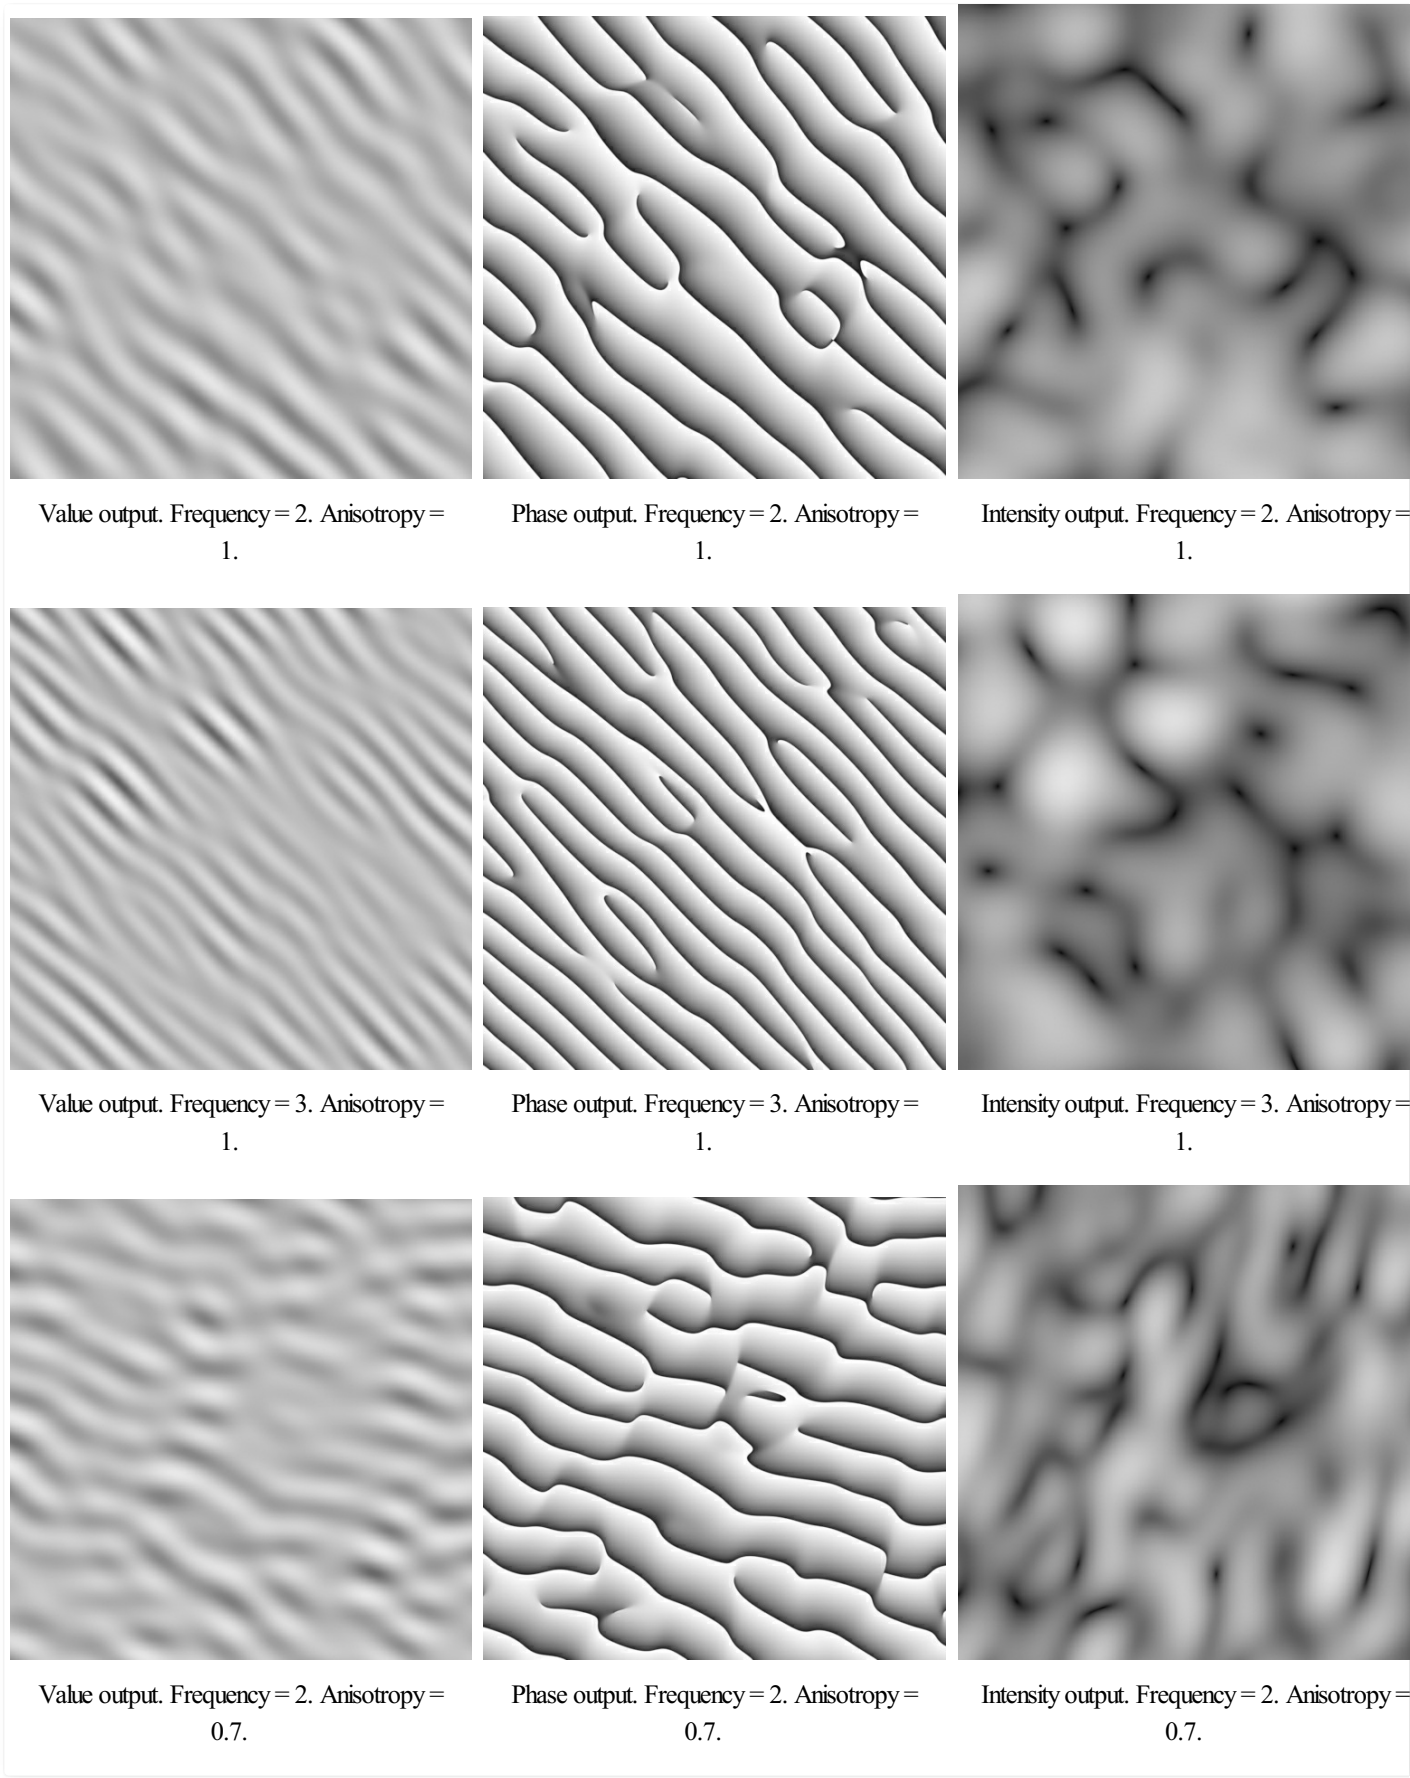 Value output. Frequency = 2. Anisotropy =
1.
Phase output. Frequency = 2. Anisotropy =
1.
Intensity output. Frequency = 2. Anisotropy =
1.
Value output. Frequency = 3. Anisotropy =
1.
Phase output. Frequency = 3. Anisotropy =
1.
Intensity output. Frequency = 3. Anisotropy =
1.
Value output. Frequency = 2. Anisotropy =
0.7.
Phase output. Frequency = 2. Anisotropy =
0.7.
Intensity output. Frequency = 2. Anisotropy =
0.7.